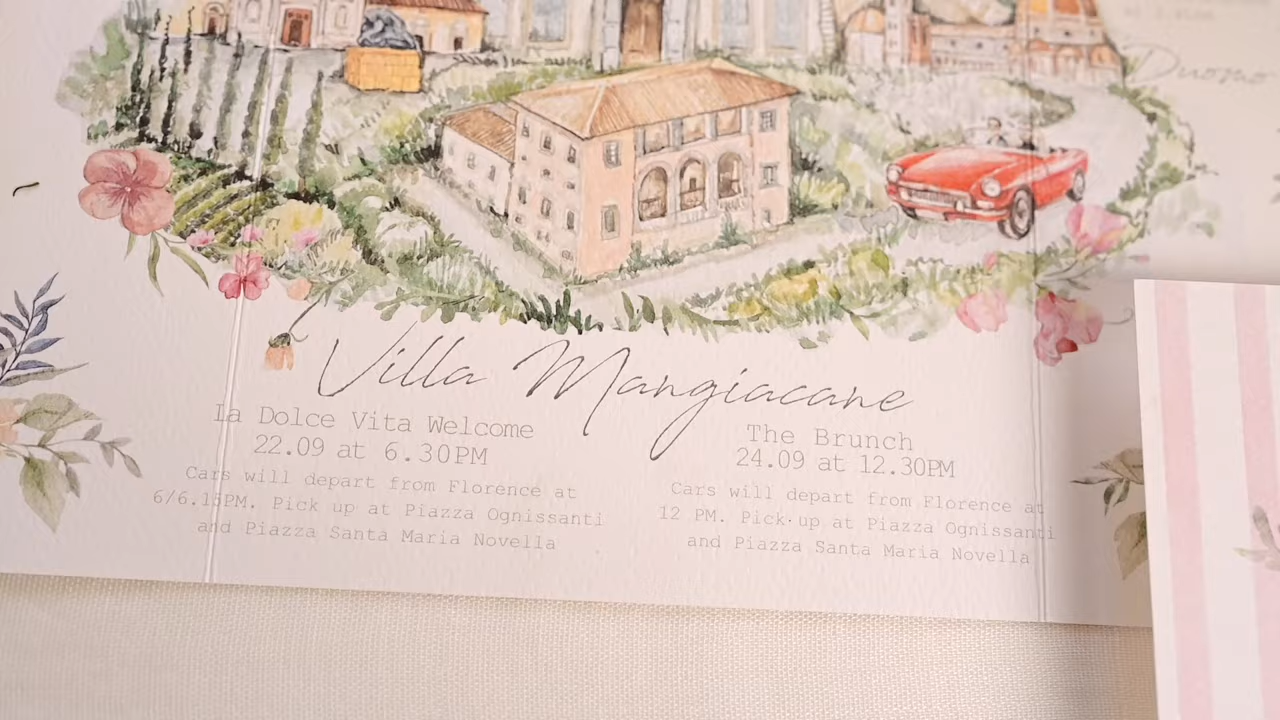 Duomo
Villa Mangiacane
La Dolce Vita Welcome
22.09 at 6.30PM
Cars will depart from Florence at
6/6.15PM. Pick up at Piazza Ognissanti
and Piazza Santa Maria Novella
The Brunch
24.09 at 12.30PM
Cars will depart from Florence at
12 PM. Pick up at Piazza Ognissanti
and Piazza Santa Maria Novella